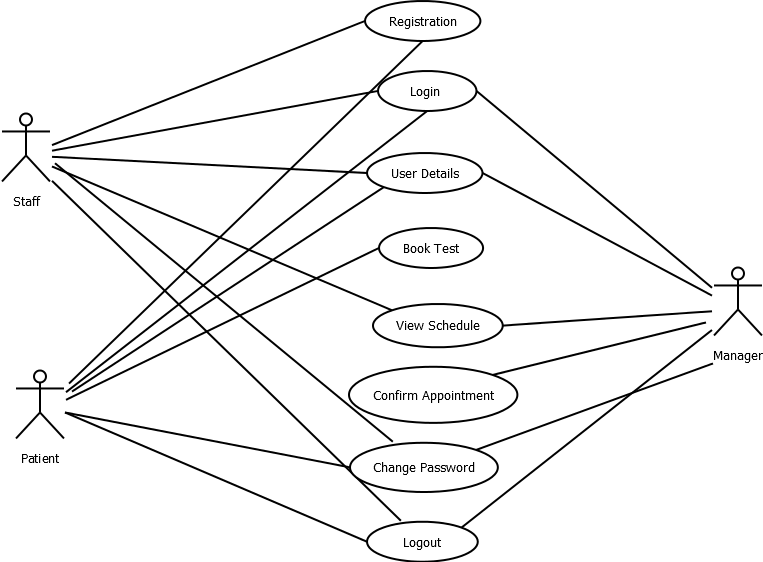 Registration
Login
User Details
Book Test
View Schedule
Confirm Appointment
Change Password
Logout
Staff
Patient
Manager